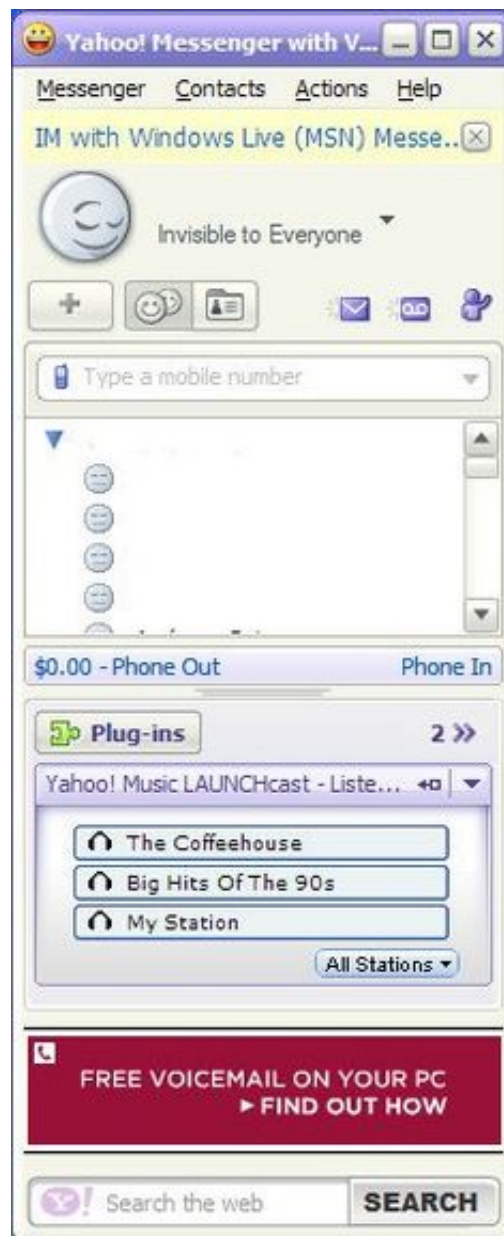 Yahoo! Messenger with V...
Messenger Contacts Actions Help
IM with Windows Live (MSN) Messe..
Invisible to Everyone
Type a mobile number
$0.00 - Phone Out Phone In
Plug-ins 2
Yahoo! Music LAUNCHcast - Liste...
The Coffeehouse
Big Hits Of The 90s
My Station
All Stations
FREE VOICEMAIL ON YOUR PC
FIND OUT HOW
Y! Search the web SEARCH